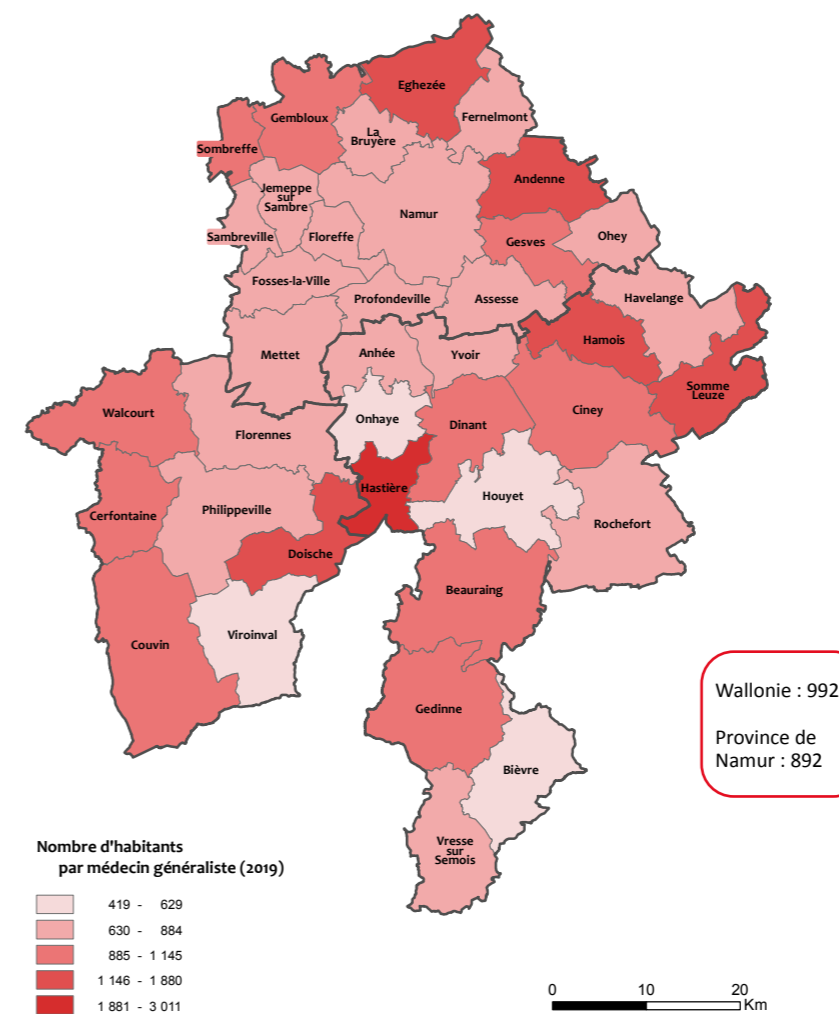 Eghezée
Gembloux
Fernelmont
La
Bruyère
Sombreffe
Andenne
Jemeppe
sur
Sambre
Namur
Sambreville
Floreffe
Gesves
Ohey
Fosses-la-Ville
Profondeville
Assesse
Havelange
Mettet
Anhée
Yvoir
Hamois
Somme
Leuze
Walcourt
Onhaye
Dinant
Ciney
Florennes
Hastière
Houyet
Cerfontaine
Philippeville
Rochefort
Doische
Beauraing
Couvin
Viroinval
Gedinne
Bièvre
Vresse
sur
Semois
Wallonie : 992
Province de
Namur : 892
Nombre d'habitants
par médecin généraliste (2019)
419 - 629
630 - 884
885 - 1 145
1 146 - 1 880
1 881 - 3 011
0 10 20
Km